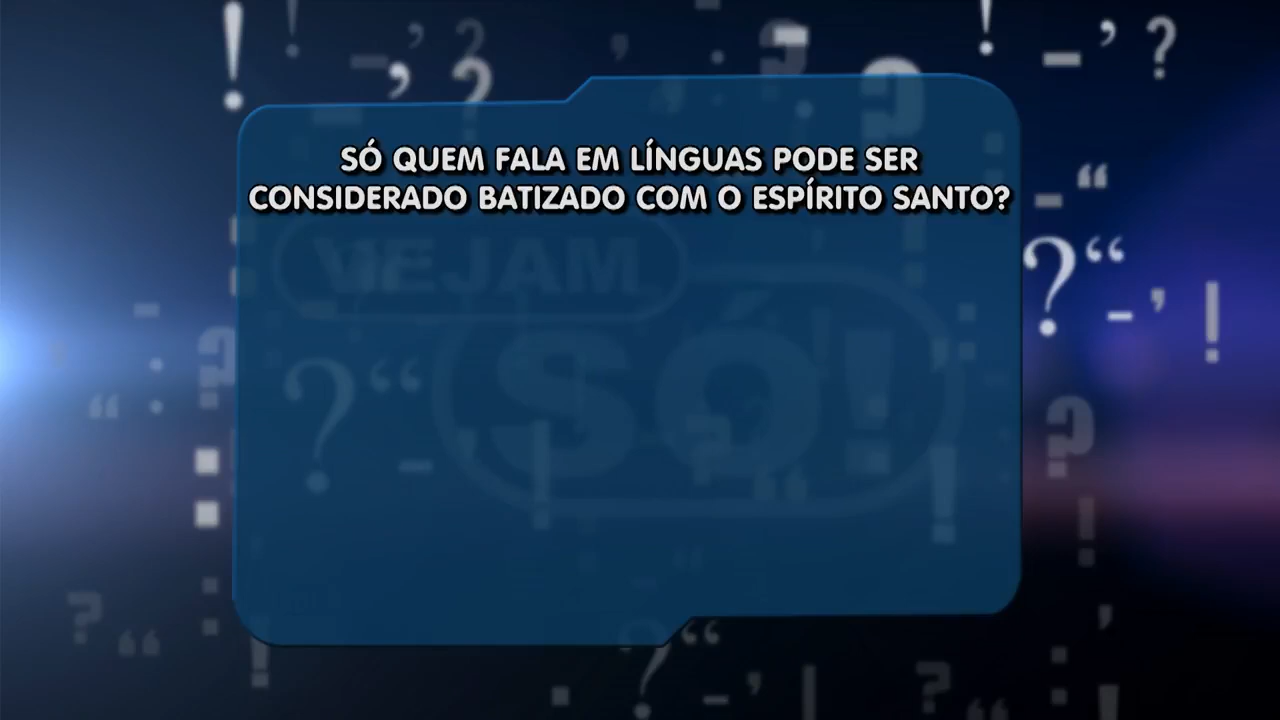 SÓ QUEM FALA EM LÍNGUAS PODE SER
CONSIDERADO BATIZADO COM O ESPÍRITO SANTO?
VEJAM
SÓ!